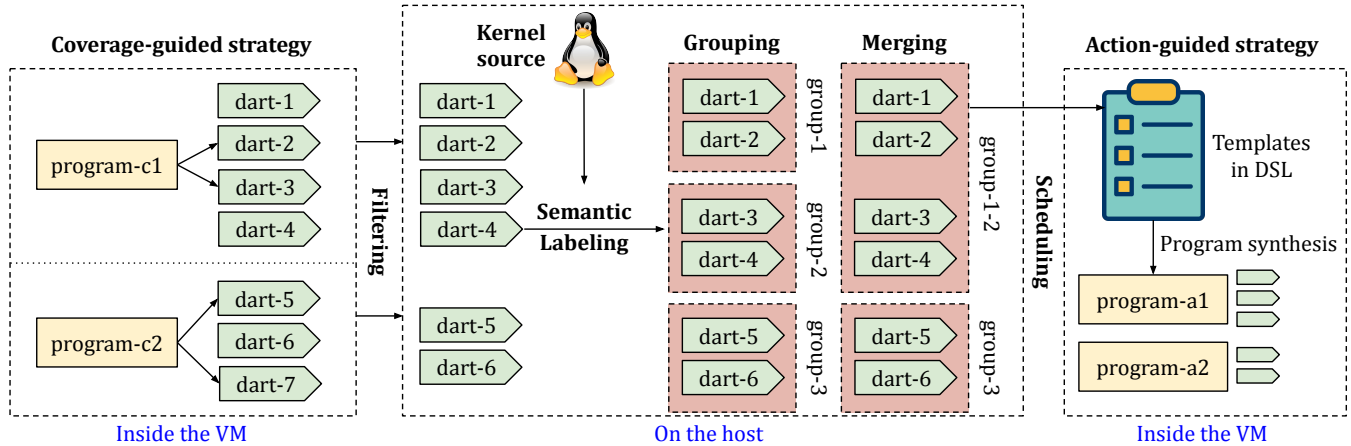 Coverage-guided strategy
program-c1
dart-1
dart-2
dart-3
dart-4
program-c2
dart-5
dart-6
dart-7
Inside the VM
Filtering
Kernel
source
dart-1
dart-2
dart-3
dart-4
dart-5
dart-6
Semantic
Labeling
Grouping
dart-1
dart-2
group-1
dart-3
dart-4
group-2
dart-5
dart-6
group-3
Merging
dart-1
dart-2
dart-3
dart-4
group-1-2
dart-5
dart-6
group-3
On the host
Scheduling
Action-guided strategy
Templates
in DSL
Program synthesis
program-a1
program-a2
Inside the VM